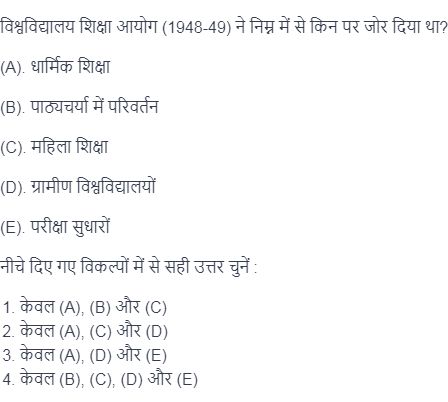 विश्वविद्यालय शिक्षा आयोग (1948-49) ने निम्न में से किन पर जोर दिया था?
(A). धार्मिक शिक्षा
(B). पाठ्यचर्या में परिवर्तन
(C). महिला शिक्षा
(D). ग्रामीण विश्वविद्यालयों
(E). परीक्षा सुधारों
नीचे दिए गए विकल्पों में से सही उत्तर चुनें :
1. केवल (A), (B) और (C)
2. केवल (A), (C) और (D)
3. केवल (A), (D) और (E)
4. केवल (B), (C), (D) और (E)